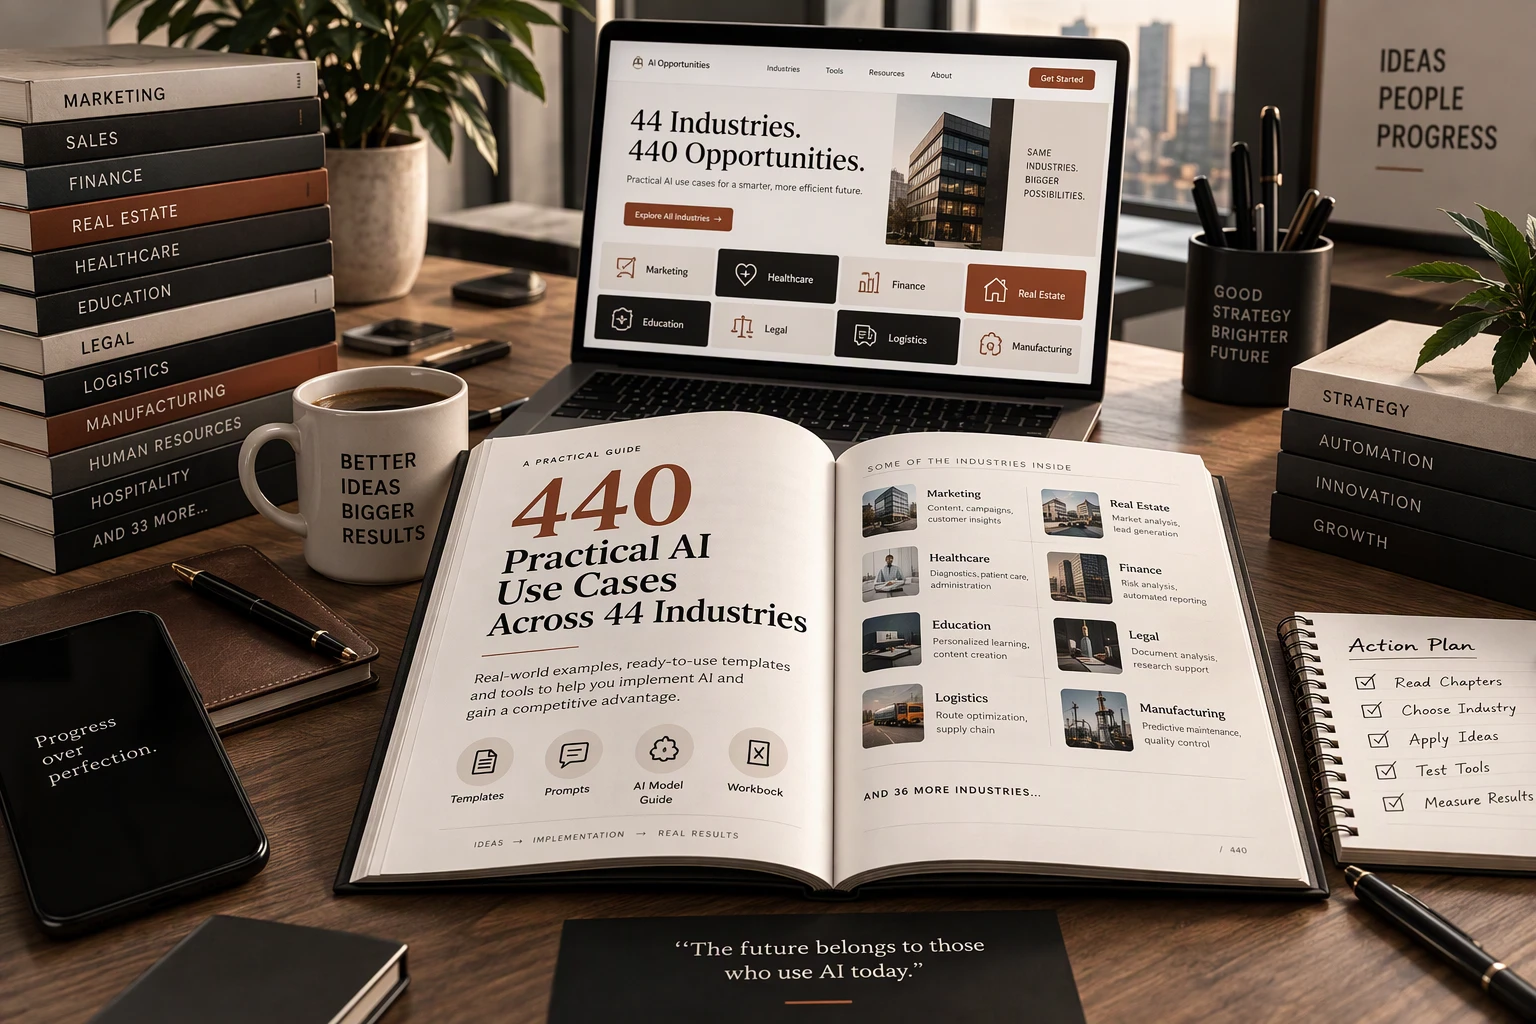 MARKETING
SALES
FINANCE
REAL ESTATE
HEALTHCARE
EDUCATION
LEGAL
LOGISTICS
MANUFACTURING
HUMAN RESOURCES
HOSPITALITY
AND 33 MORE...
BETTER
IDEAS
BIGGER
RESULTS
Progress
over
perfection.
AI Opportunities
Industries
Tools
Resources
About
Get Started
44 Industries.
440 Opportunities.
Practical AI use cases for a smarter, more efficient future.
Explore All Industries →
SAME
INDUSTRIES.
BIGGER
POSSIBILITIES.
Marketing
Healthcare
Finance
Real Estate
Education
Legal
Logistics
Manufacturing
IDEAS
PEOPLE
PROGRESS
GOOD
STRATEGY
BRIGHTER
FUTURE
STRATEGY
AUTOMATION
INNOVATION
GROWTH
A PRACTICAL GUIDE
440
Practical AI
Use Cases
Across 44 Industries
Real-world examples, ready-to-use templates
and tools to help you implement AI and
gain a competitive advantage.
Templates
Prompts
AI Model
Guide
Workbook
IDEAS → IMPLEMENTATION → REAL RESULTS
SOME OF THE INDUSTRIES INSIDE
Marketing
Content, campaigns,
customer insights
Real Estate
Market analysis,
lead generation
Healthcare
Diagnostics, patient care,
administration
Finance
Risk analysis,
automated reporting
Education
Personalized learning,
content creation
Legal
Document analysis,
research support
Logistics
Route optimization,
supply chain
Manufacturing
Predictive maintenance,
quality control
AND 36 MORE INDUSTRIES...
/ 440
Action Plan
Read Chapters
Choose Industry
Apply Ideas
Test Tools
Measure Results
“The future belongs to those
who use AI today.”